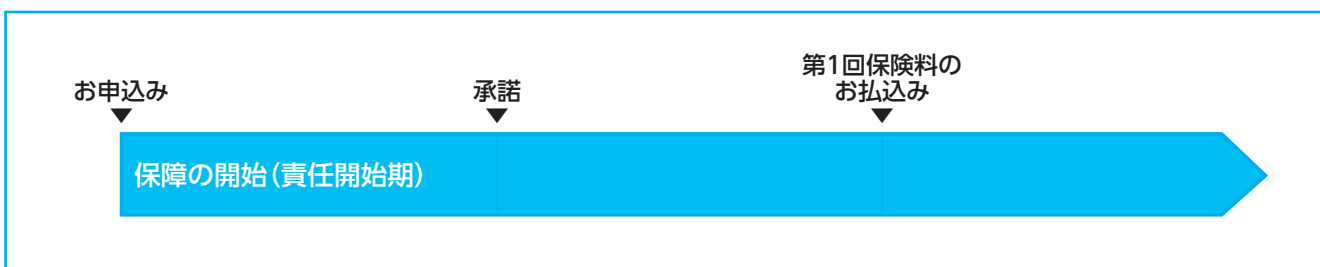 お申込み
承諾
第1回保険料の
お払込み
保障の開始(責任開始期)